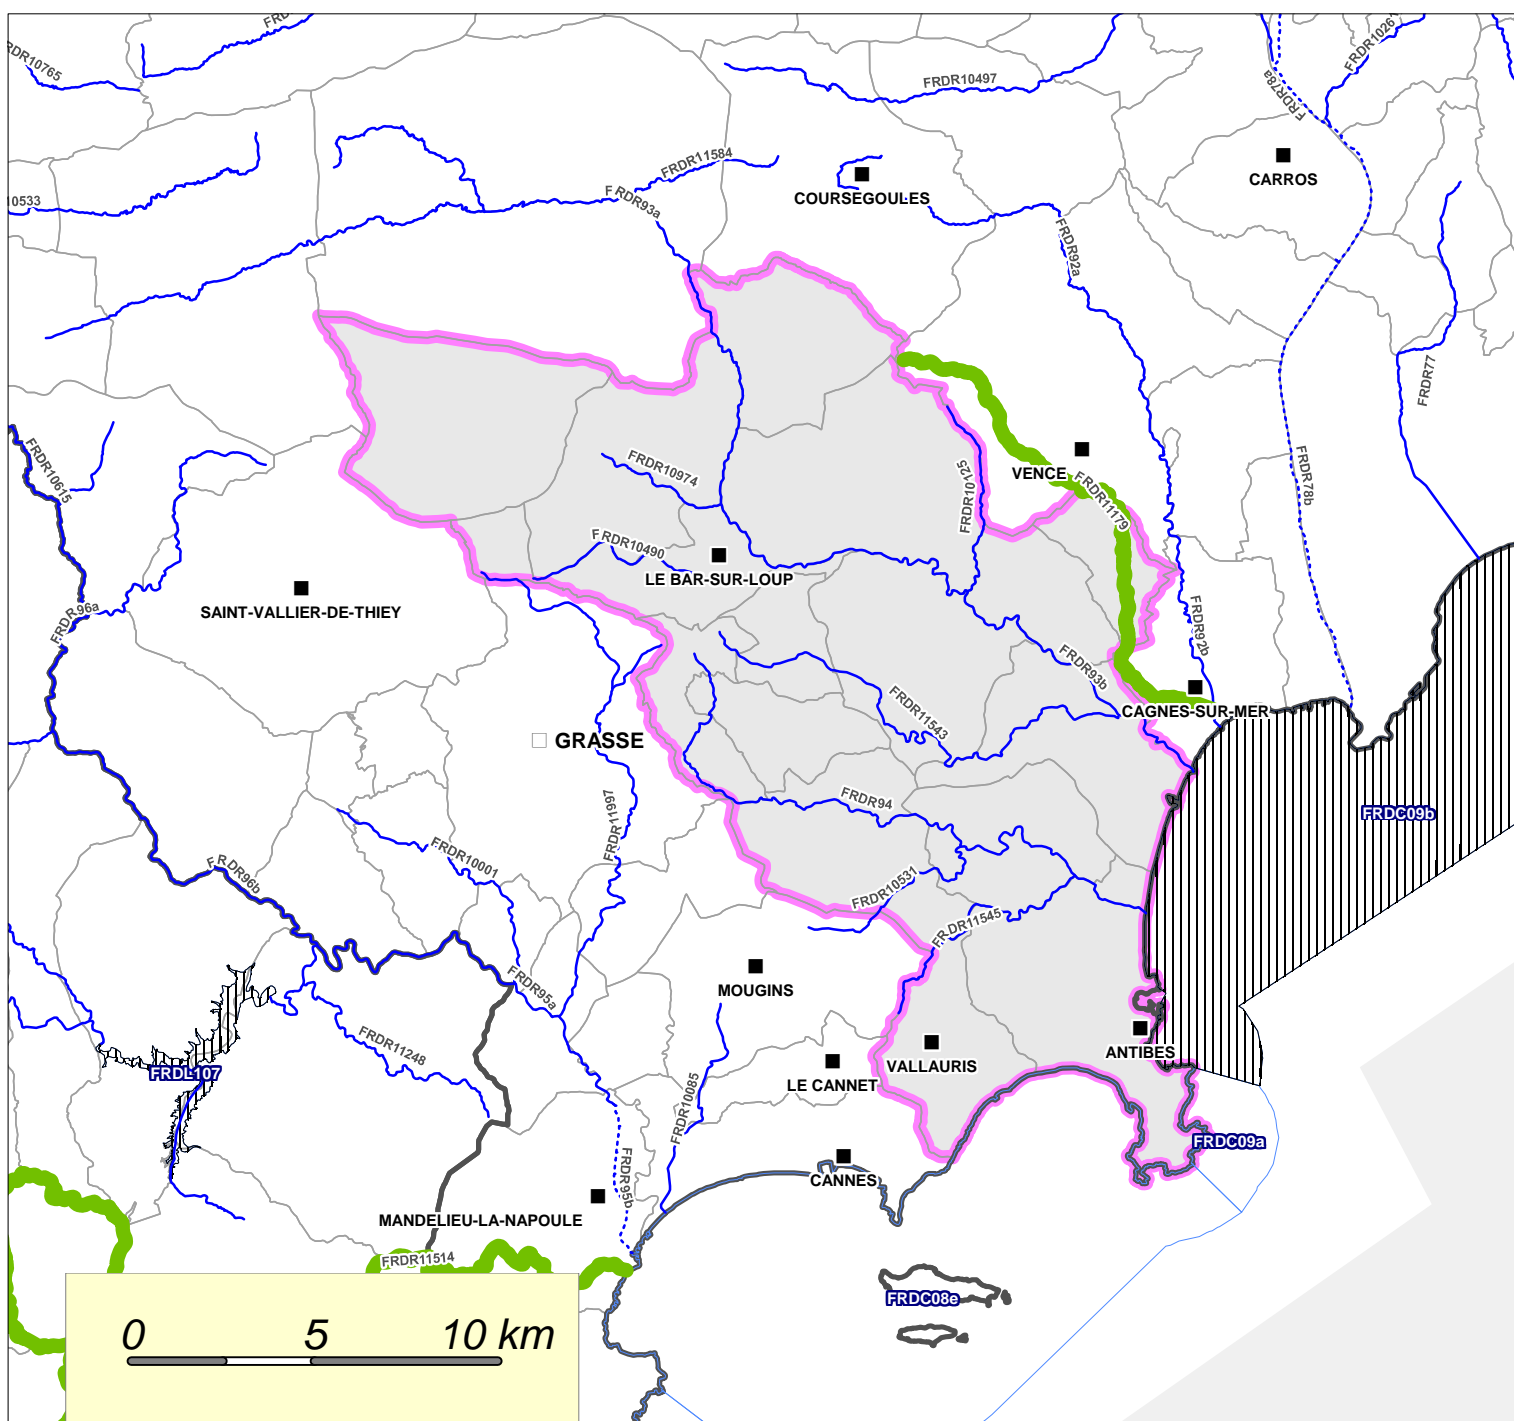 FRDR10765
FRDR10497
FRDR78a
FRDR1026
10533
FRDR11584
FRDR93a
COURSEGOULES
CARROS
FRDR92a
FRDR77
FRDR10615
FRDR10974
FRDR10125
VENCE
FRDR11179
FRDR78b
FRDR10490
LE BAR-SUR-LOUP
SAINT-VALLIER-DE-THIEY
FRDR96a
FRDR92b
FRDR93b
FRDR11543
CAGNES-SUR-MER
GRASSE
FRDR94
FRDC09b
FRDR11997
FRDR10001
FRDR96b
FRDR10531
FRDR11545
FRDR95a
MOUGINS
FRDR11248
FRDL107
ANTIBES
VALLAURIS
LE CANNET
FRDR10085
FRDC09a
CANNES
FRDR95b
MANDELIEU-LA-NAPOULE
FRDR11514
FRDC08e
0 5 10 km